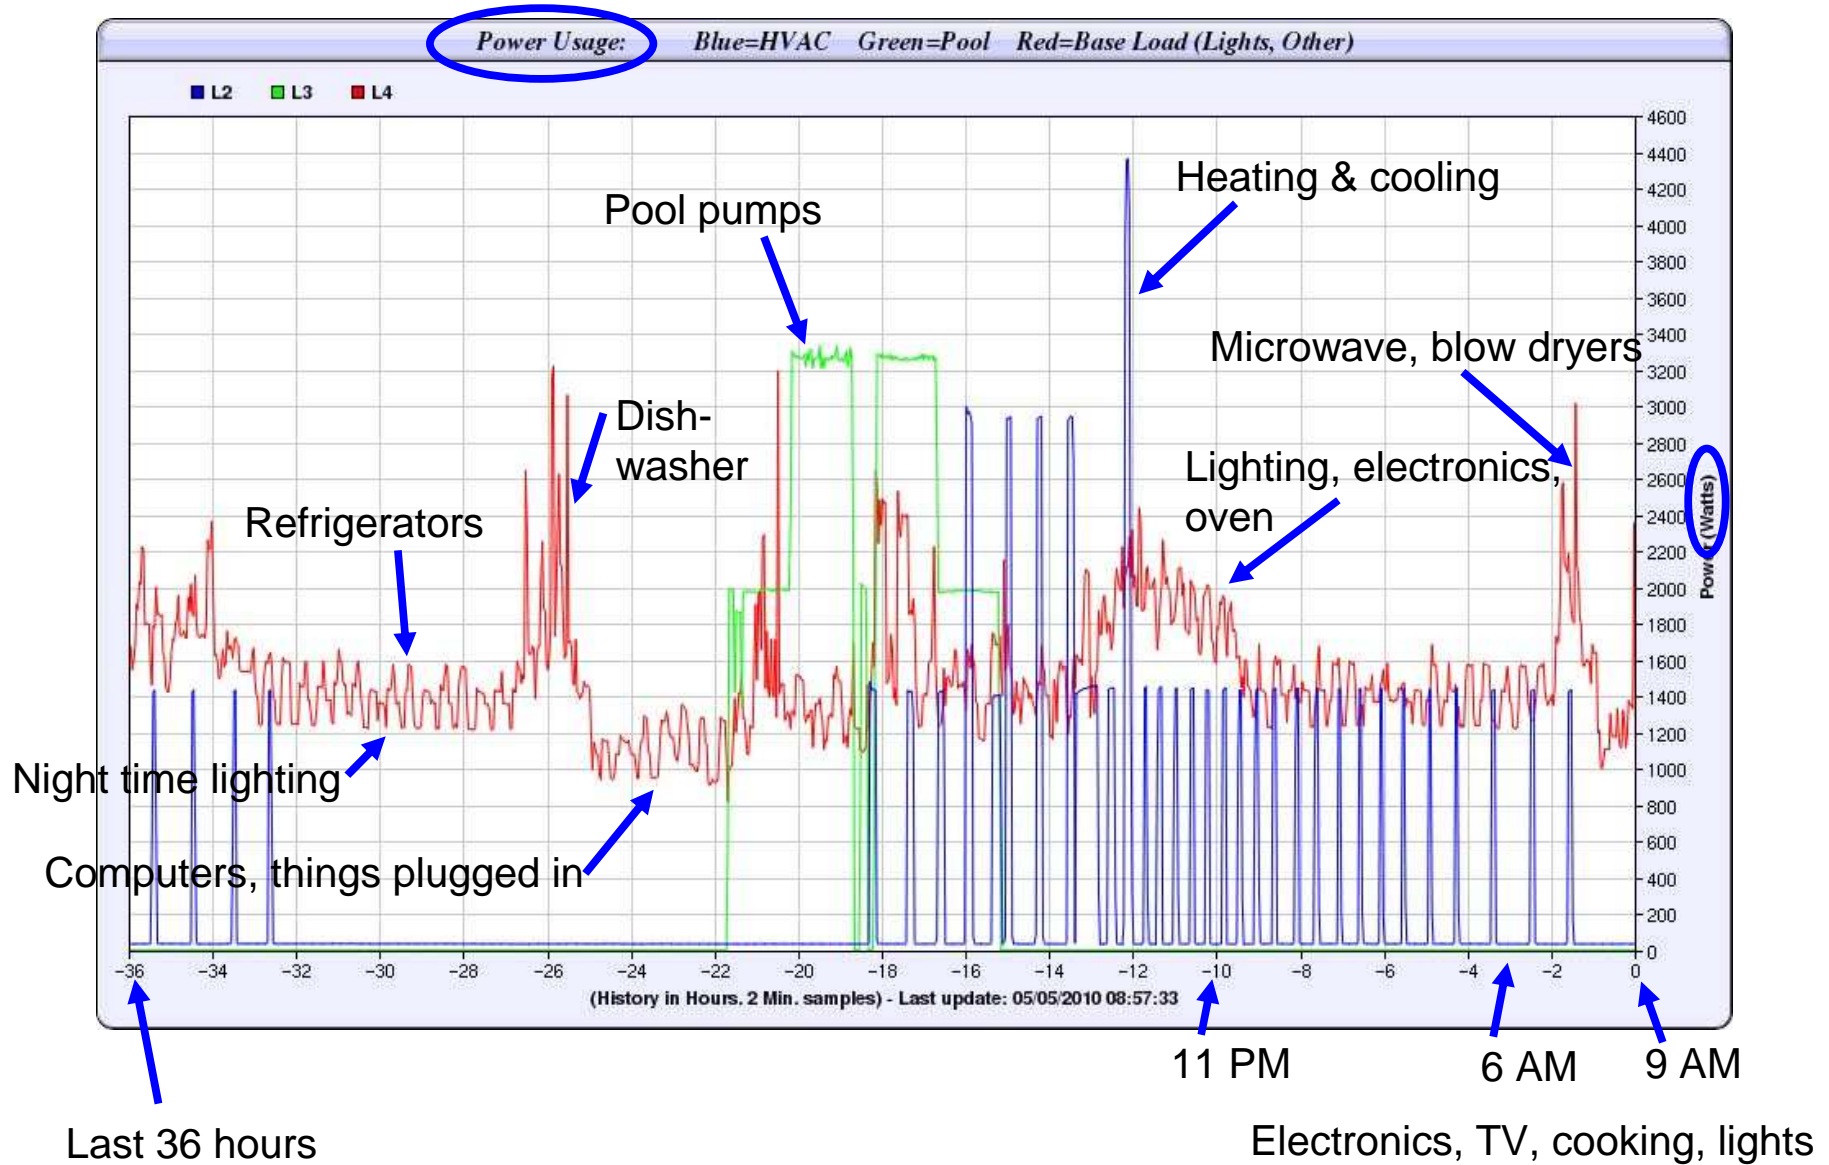 Power Usage: Blue=HVAC Green=Pool Red=Base Load (Lights, Other)
L2 L3 L4
4600
4400
4200
4000
3800
3600
3400
3200
3000
2800
2600
2400
2200
2000
1800
1600
1400
1200
1000
800
600
400
200
0
Power (Watts)
Heating & cooling
Pool pumps
Microwave, blow dryers
Dish-
washer
Lighting, electronics,
oven
Refrigerators
Night time lighting
Computers, things plugged in
-36 -34 -32 -30 -28 -26 -24 -22 -20 -18 -16 -14 -12 -10 -8 -6 -4 -2 0
(History in Hours. 2 Min. samples) - Last update: 05/05/2010 08:57:33
11 PM
6 AM
9 AM
Last 36 hours
Electronics, TV, cooking, lights